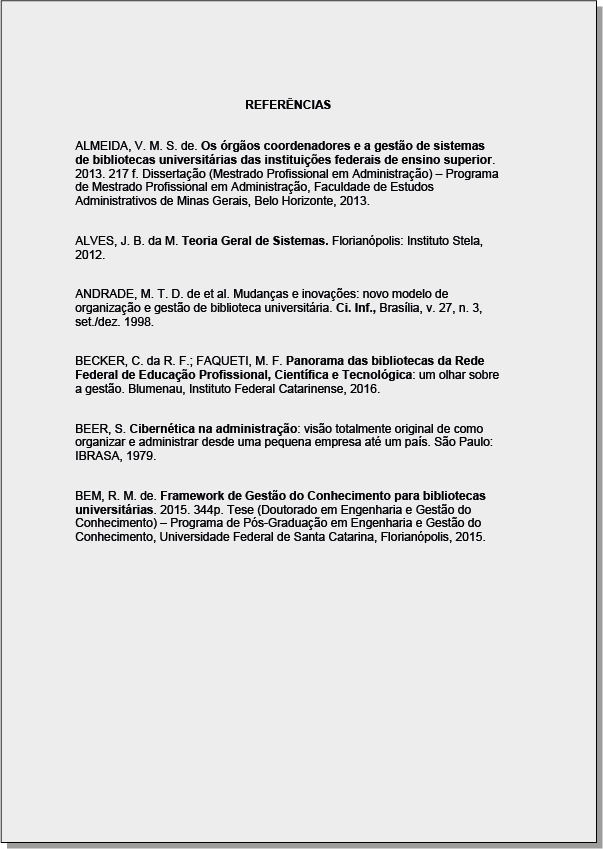 REFERÊNCIAS
ALMEIDA, V. M. S. de. Os órgãos coordenadores e a gestão de sistemas
de bibliotecas universitárias das instituições federais de ensino superior.
2013. 217 f. Dissertação (Mestrado Profissional em Administração) – Programa
de Mestrado Profissional em Administração, Faculdade de Estudos
Administrativos de Minas Gerais, Belo Horizonte, 2013.
ALVES, J. B. da M. Teoria Geral de Sistemas. Florianópolis: Instituto Stela,
2012.
ANDRADE, M. T. D. de et al. Mudanças e inovações: novo modelo de
organização e gestão de biblioteca universitária. Ci. Inf., Brasília, v. 27, n. 3,
set./dez. 1998.
BECKER, C. da R. F.; FAQUETI, M. F. Panorama das bibliotecas da Rede
Federal de Educação Profissional, Científica e Tecnológica: um olhar sobre
a gestão. Blumenau, Instituto Federal Catarinense, 2016.
BEER, S. Cibernética na administração: visão totalmente original de como
organizar e administrar desde uma pequena empresa até um país. São Paulo:
IBRASA, 1979.
BEM, R. M. de. Framework de Gestão do Conhecimento para bibliotecas
universitárias. 2015. 344p. Tese (Doutorado em Engenharia e Gestão do
Conhecimento) – Programa de Pós-Graduação em Engenharia e Gestão do
Conhecimento, Universidade Federal de Santa Catarina, Florianópolis, 2015.